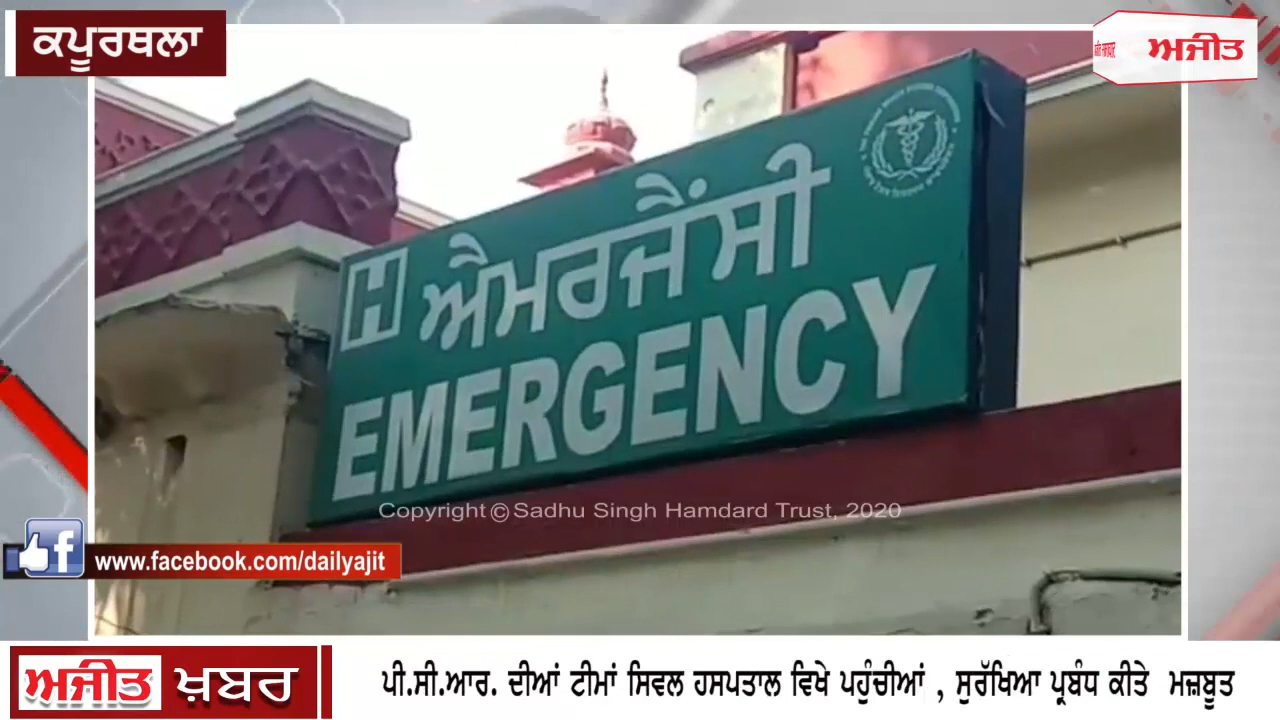 ਕਪੂਰਥਲਾ
ਅਜੀਤ
H ਐਮਰਜੈਂਸੀ
EMERGENCY
Copyright © Sadhu Singh Hamdard Trust, 2020
f www.facebook.com/dailyajit
ਅਜੀਤ ਖ਼ਬਰ
ਪੀ.ਸੀ.ਆਰ. ਦੀਆਂ ਟੀਮਾਂ ਸਿਵਲ ਹਸਪਤਾਲ ਵਿਖੇ ਪਹੁੰਚੀਆਂ , ਸੁਰੱਖਿਆ ਪ੍ਰਬੰਧ ਕੀਤੇ ਮਜ਼ਬੂਤ